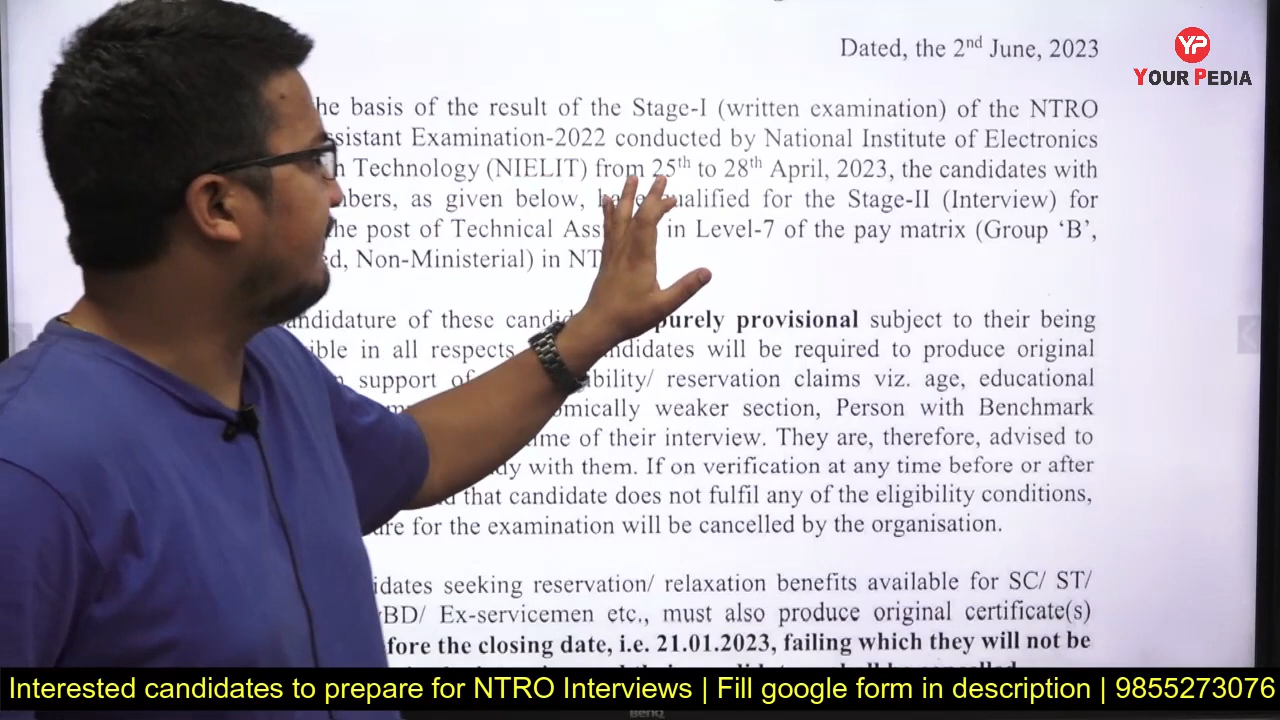 Dated, the 2nd June, 2023
YP
YOUR PEDIA
he basis of the result of the Stage-I (written examination) of the NTRO
ssistant Examination-2022 conducted by National Institute of Electronics
n Technology (NIELIT) from 25th to 28th April, 2023, the candidates with
bers, as given below, ualified for the Stage-II (Interview) for
he post of Technical Ass in Level-7 of the pay matrix (Group ‘B’,
ed, Non-Ministerial) in NT
andidature of these candid purely provisional subject to their being
ible in all respects ndidates will be required to produce original
support of ibility/ reservation claims viz. age, educational
omically weaker section, Person with Benchmark
ime of their interview. They are, therefore, advised to
dy with them. If on verification at any time before or after
that candidate does not fulfil any of the eligibility conditions,
ure for the examination will be cancelled by the organisation.
idates seeking reservation/ relaxation benefits available for SC/ ST/
BD/ Ex-servicemen etc., must also produce original certificate(s)
fore the closing date, i.e. 21.01.2023, failing which they will not be
Interested candidates to prepare for NTRO Interviews | Fill google form in description | 9855273076
BenQ